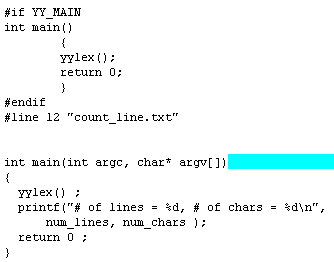 #if YY_MAIN
int main()
{
yylex();
return 0;
}
#endif
#line 12 "count_line.txt"
int main(int argc, char* argv[])
{
yylex() ;
printf("# of lines = %d, # of chars = %d\n",
num_lines, num_chars );
return 0 ;
}